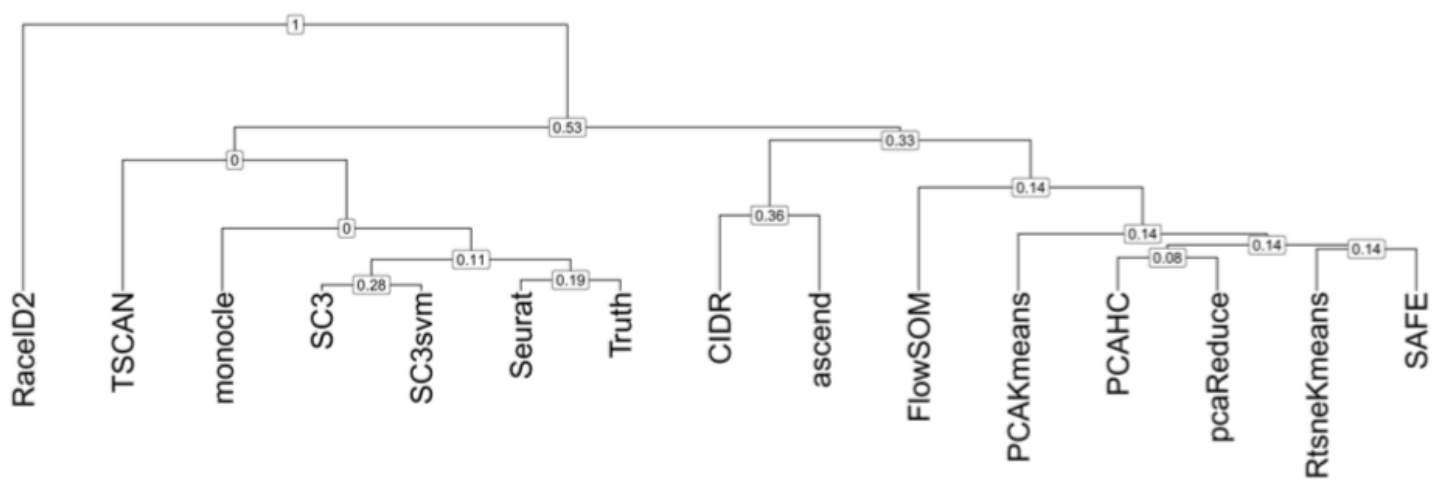 1
0.53
0.33
0
0.14
0.36
0
0.14
0.14
0.14
0.11
0.08
0.28
0.19
RaceID2
TSCAN
monocle
SC3
SC3svm
Seurat
Truth
CIDR
ascend
FlowSOM
PCAKmeans
PCAHC
pcaReduce
RtsneKmeans
SAFE